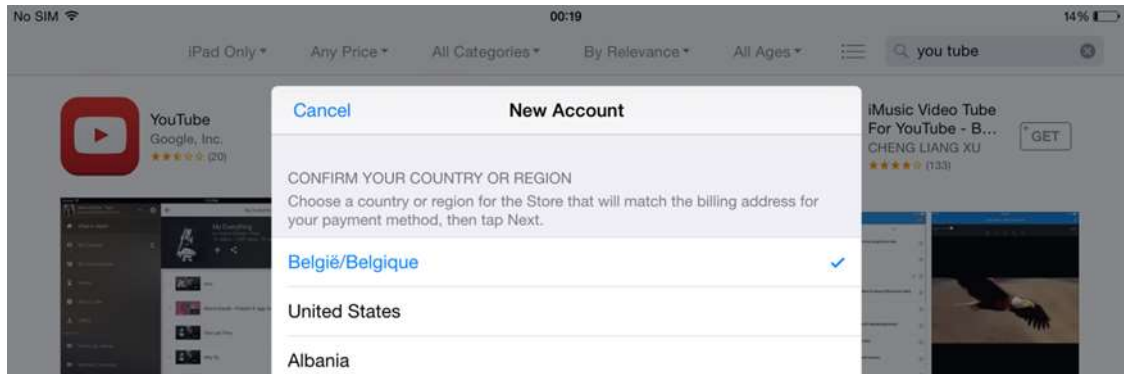 No SIM 00:19 14%
iPad Only Any Price All Categories By Relevance All Ages you tube
YouTube
Google, Inc.
(20)
Cancel New Account
CONFIRM YOUR COUNTRY OR REGION
Choose a country or region for the Store that will match the billing address for
your payment method, then tap Next.
België/Belgique
United States
Albania
iMusic Video Tube
For YouTube - B...
CHENG LIANG XU
(133)
+ GET
My Everything